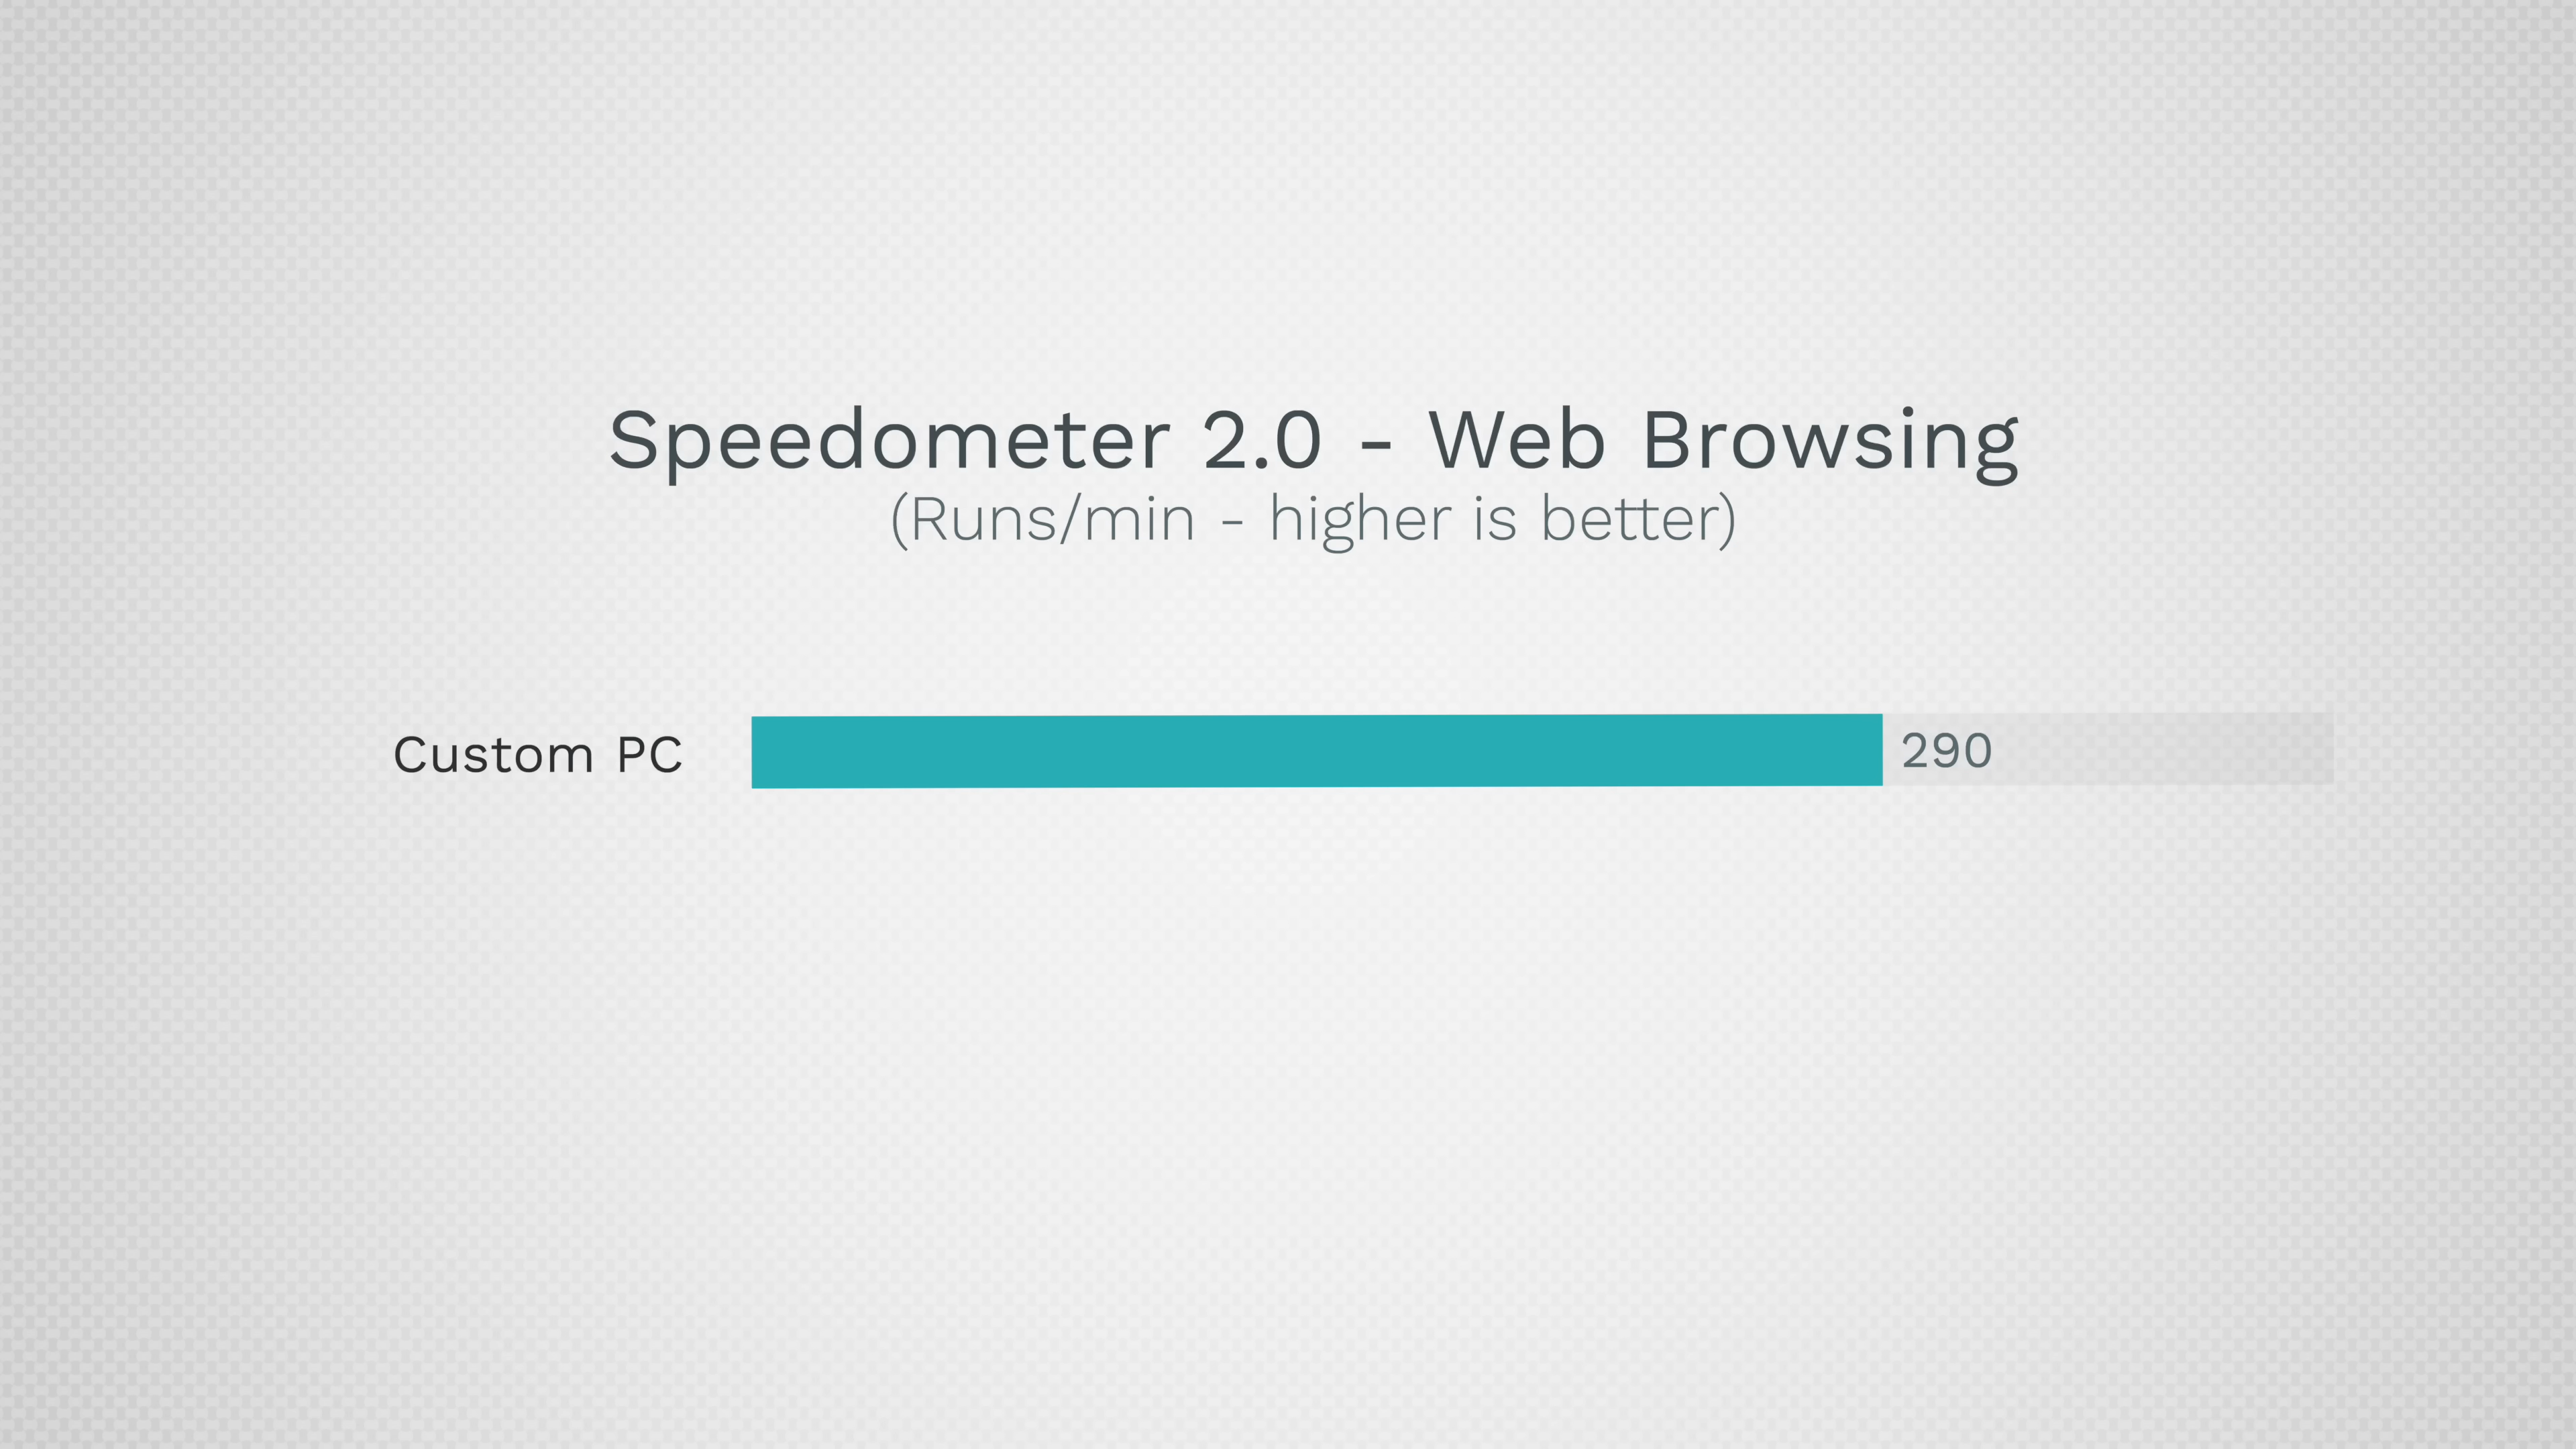 Speedometer 2.0 - Web Browsing
(Runs/min - higher is better)
Custom PC 290